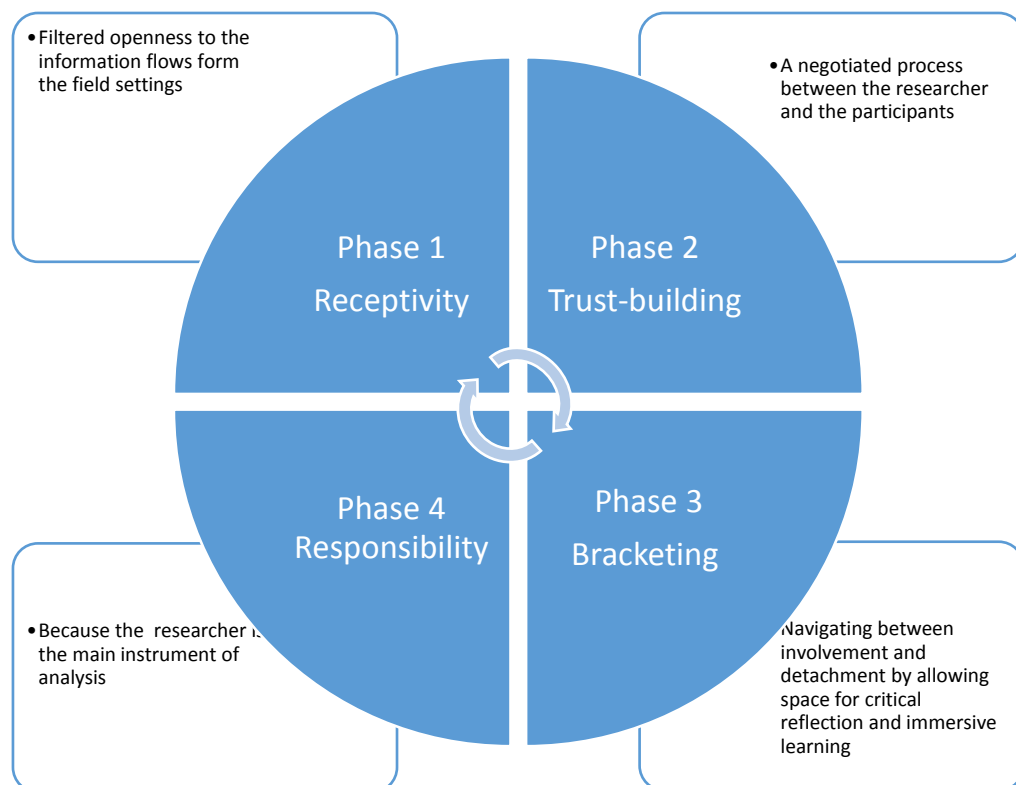 •Filtered openness to the
information flows form
the field settings
•A negotiated process
between the researcher
and the participants
Phase 1
Receptivity
Phase 2
Trust-building
Phase 4
Responsibility
Phase 3
Bracketing
•Because the researcher is
the main instrument of
analysis
Navigating between
involvement and
detachment by allowing
space for critical
reflection and immersive
learning